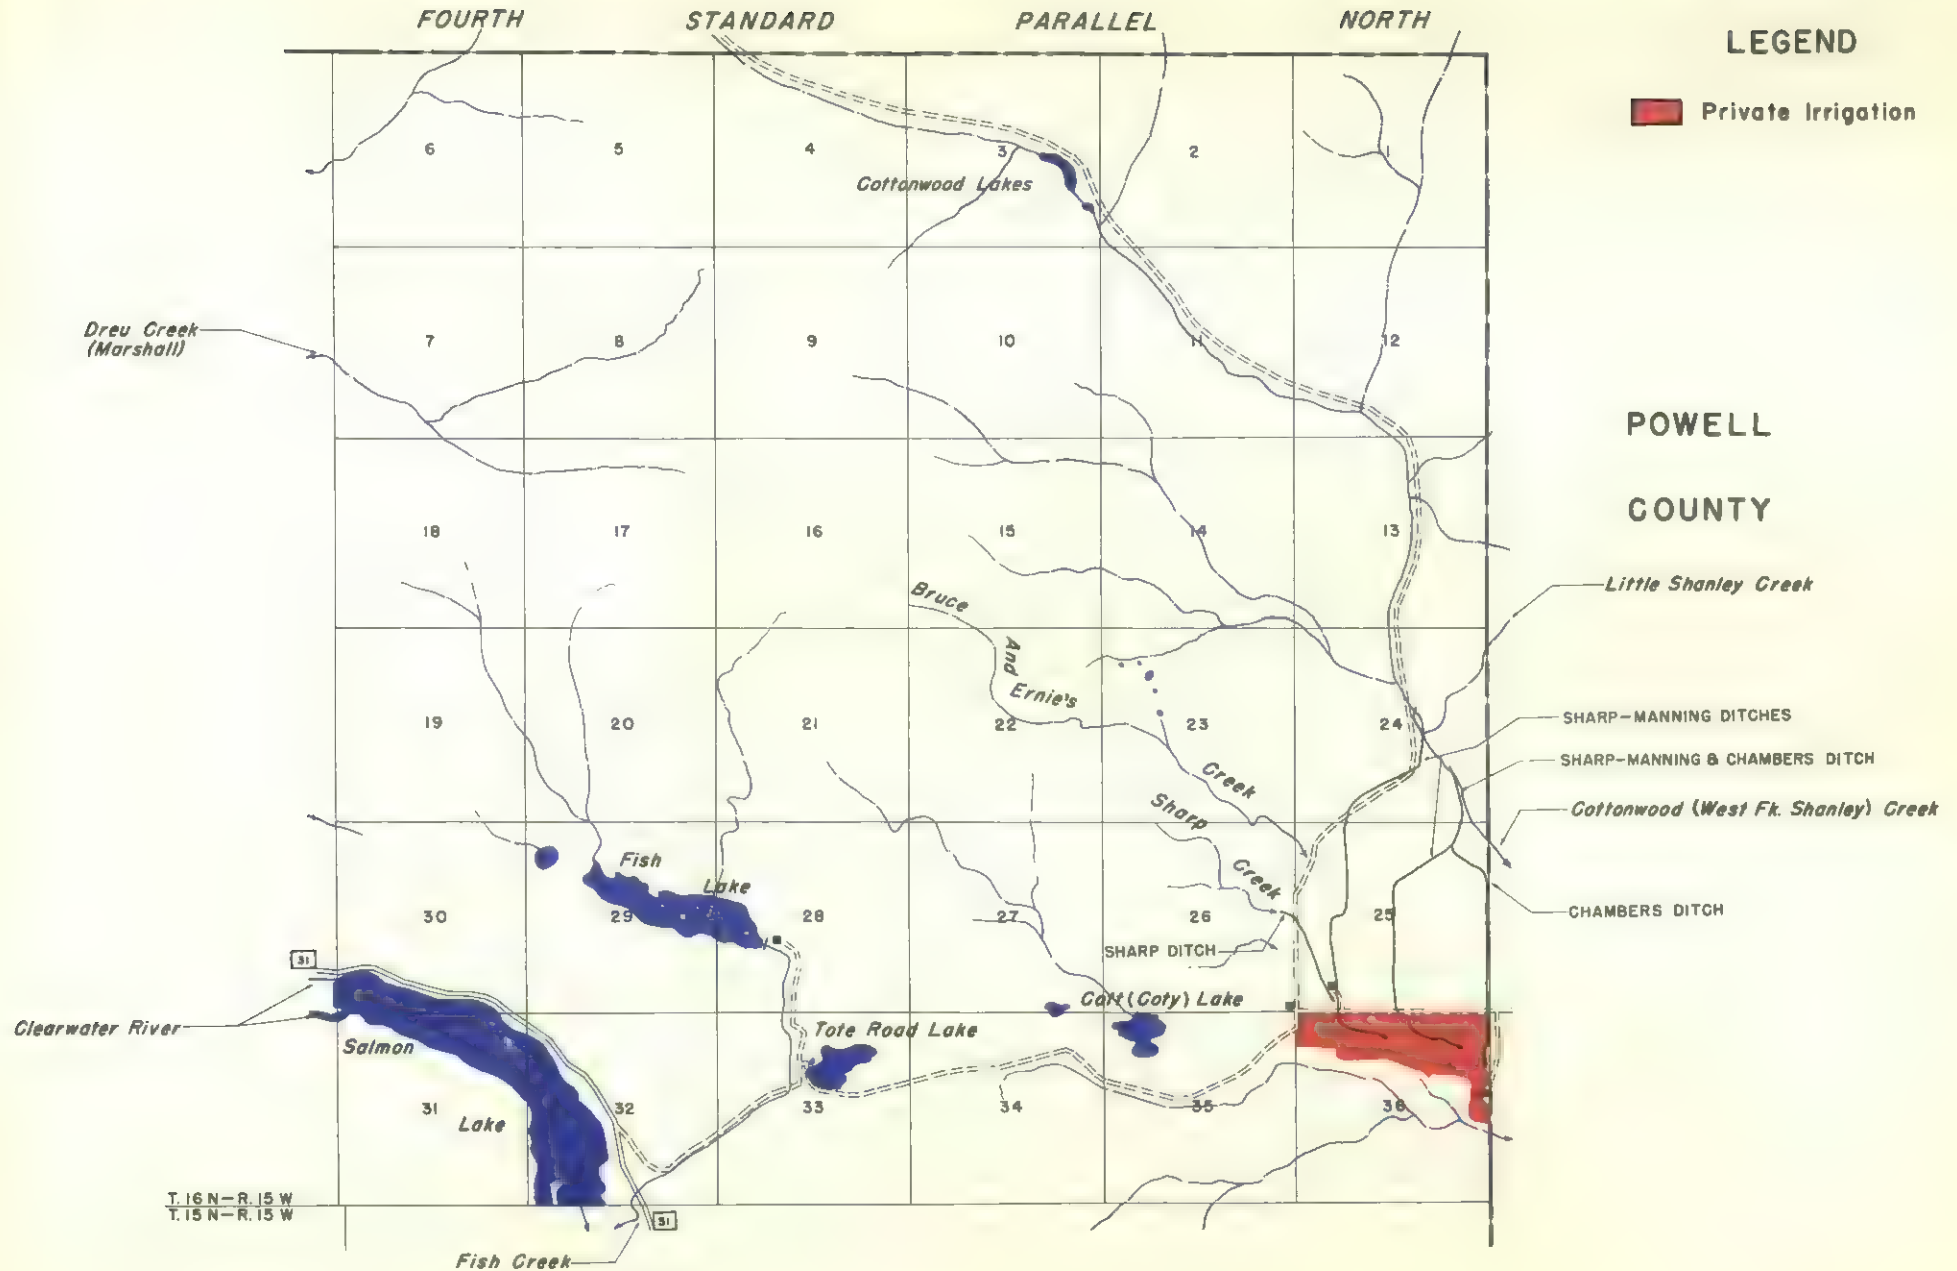 FOURTH STANDARD PARALLEL NORTH
LEGEND
Private Irrigation
6 5 4 3 2 1
Cottonwood Lakes
Dreu Creek
(Marshall)
7 8 9 10 11 12
POWELL
COUNTY
18 17 16 15 14 13
Little Shanley Creek
Bruce
And
Ernie's
Creek
19 20 21 22 23 24
SHARP-MANNING DITCHES
SHARP-MANNING & CHAMBERS DITCH
Cottonwood (West Fk. Shanley) Creek
Sharp
Creek
Fish
Lake
30 29 28 27 26 25
CHAMBERS DITCH
SHARP DITCH
31
Catt (Coty) Lake
Clearwater River
Salmon
Lake
Tote Road Lake
31 32 33 34 35 36
T. 16 N-R. 15 W
T. 15 N-R. 15 W
31
Fish Creek